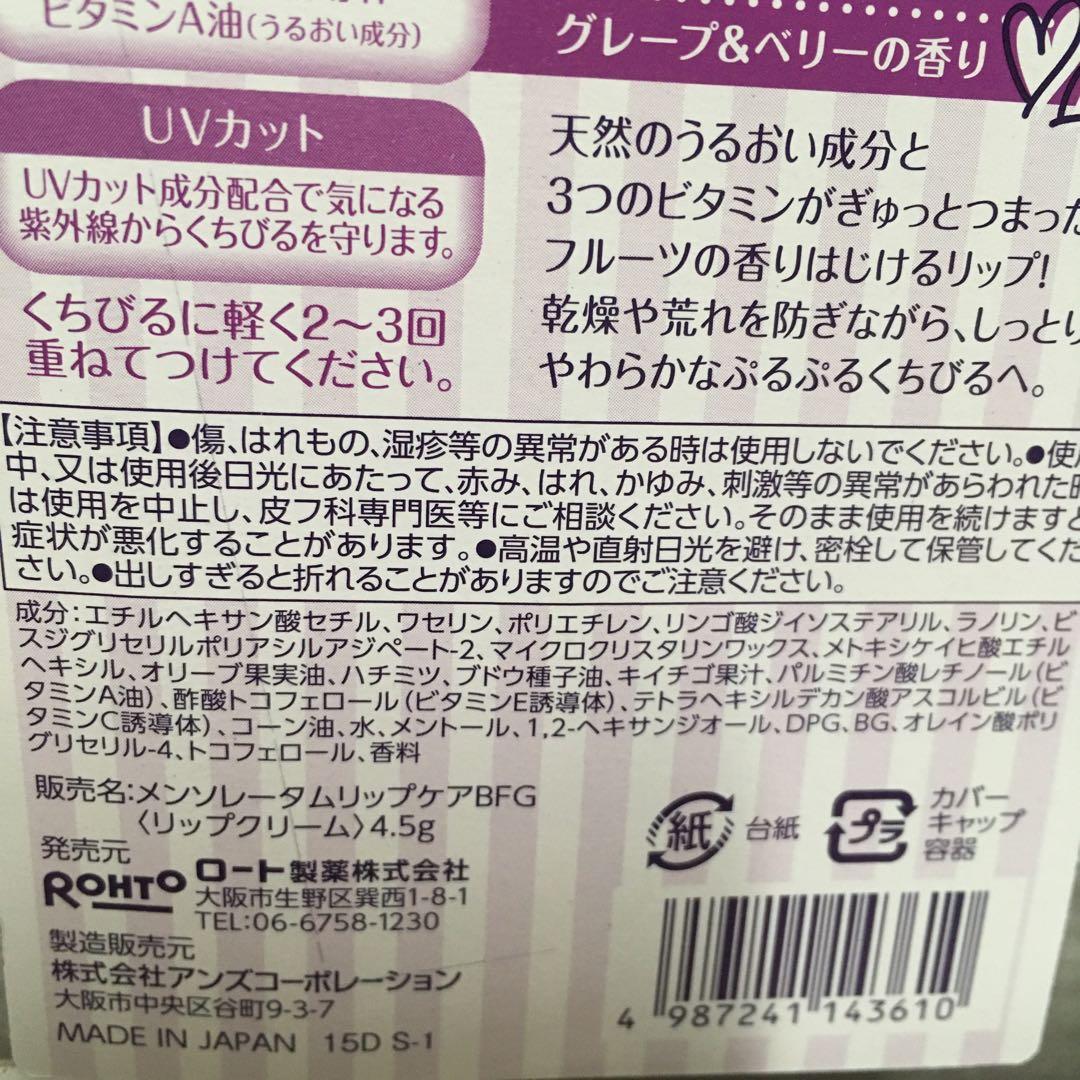 ビタミンA油(うるおい成分)
グレープ&ベリーの香り
UVカット
UVカット成分配合で気になる
紫外線からくちびるを守ります。
くちびるに軽く2〜3回
重ねてつけてください。
天然のうるおい成分と
3つのビタミンがぎゅっとつまった
フルーツの香りはじけるリップ!
乾燥や荒れを防ぎながら、しっとり
やわらかなぷるぷるくちびるへ。
【注意事項】●傷、はれもの、湿疹等の異常がある時は使用しないでください。●使用
中、又は使用後日光にあたって、赤み、はれ、かゆみ、刺激等の異常があらわれた時
は使用を中止し、皮フ科専門医等にご相談ください。そのまま使用を続けますと
症状が悪化することがあります。●高温や直射日光を避け、密栓して保管してくだ
さい。●出しすぎると折れることがありますのでご注意ください。
成分:エチルヘキサン酸セチル、ワセリン、ポリエチレン、リンゴ酸ジイソステアリル、ラノリン、ビ
スジグリセリルポリアシルアジペート-2、マイクロクリスタリンワックス、メトキシケイヒ酸エチル
ヘキシル、オリーブ果実油、ハチミツ、ブドウ種子油、キイチゴ果汁、パルミチン酸レチノール(ビ
タミンA油)、酢酸トコフェロール(ビタミンE誘導体)、テトラヘキシルデカン酸アスコルビル(ビ
タミンC誘導体)、コーン油、水、メントール、1,2-ヘキサンジオール、DPG、BG、オレイン酸ポリ
グリセリル-4、トコフェロール、香料
販売名:メンソレータムリップケアBFG
〈リップクリーム〉4.5g
発売元
ROHTO ロート製薬株式会社
大阪市生野区巽西1-8-1
TEL:06-6758-1230
製造販売元
株式会社アンズコーポレーション
大阪市中央区谷町9-3-7
MADE IN JAPAN 15D S-1
紙 台紙
プラ カバー
キャップ
容器
4 987241 143610